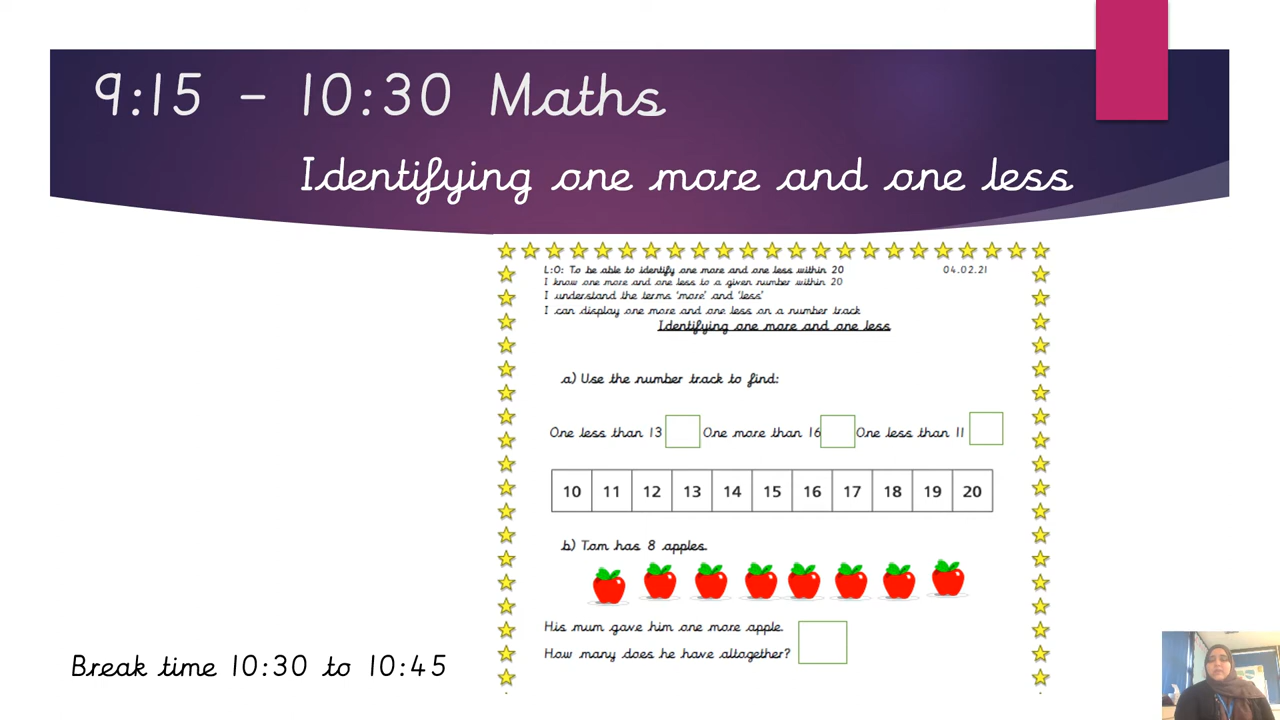 9:15 - 10:30 Maths
Identifying one more and one less
L:O: To be able to identify one more and one less within 20 04.02.21
I know one more and one less to a given number within 20
I understand the terms 'more' and 'less'
I can display one more and one less on a number track
Identifying one more and one less
a) Use the number track to find:
One less than 13 One more than 16 One less than 11
10 11 12 13 14 15 16 17 18 19 20
b) Tom has 8 apples.
His mum gave him one more apple.
How many does he have altogether?
Break time 10:30 to 10:45